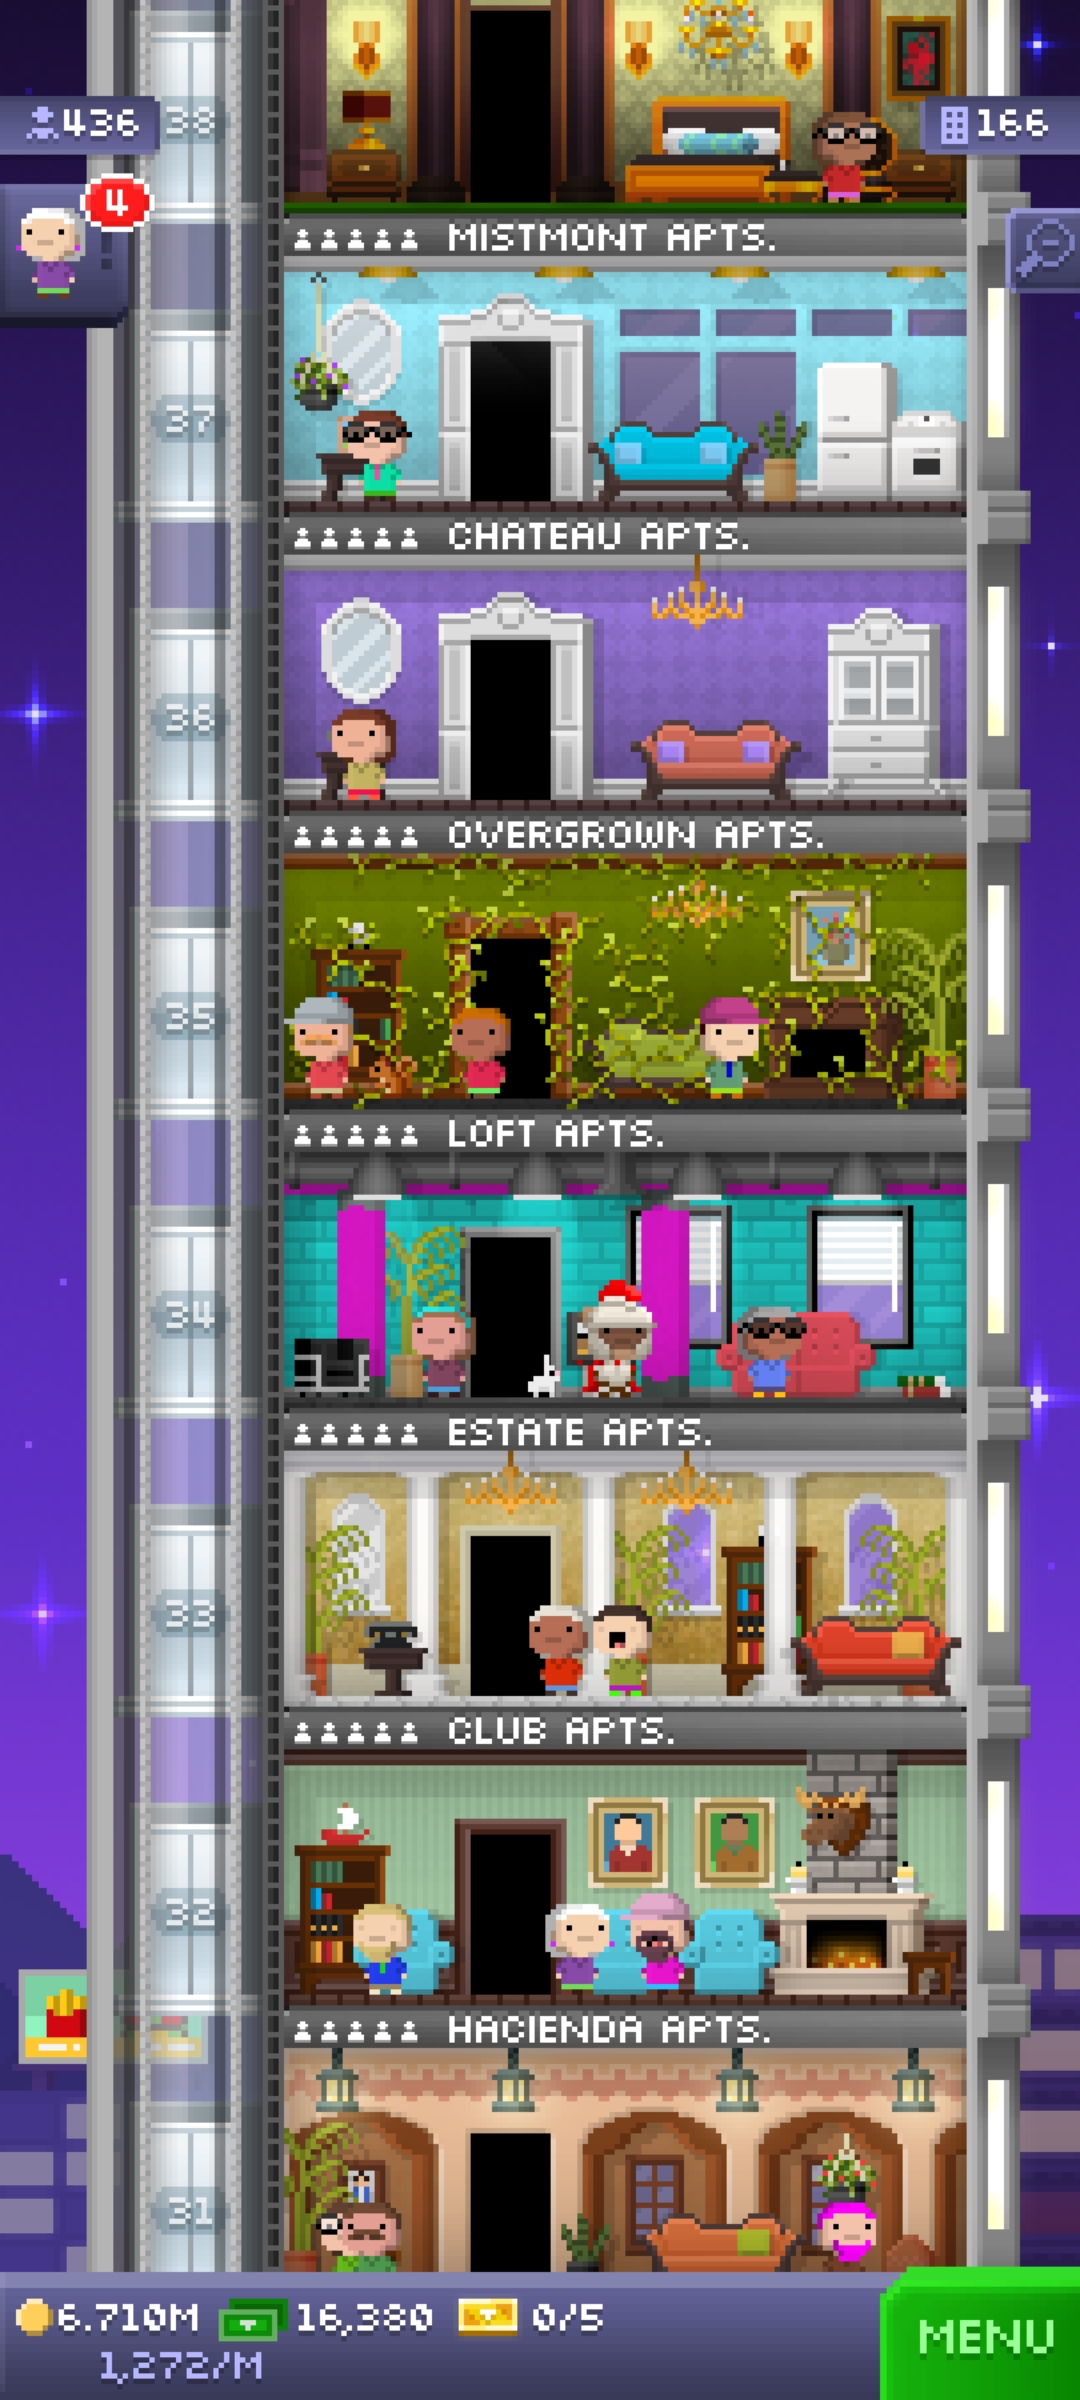 436
38
166
4
MISTMONT APTS.
37
CHATEAU APTS.
36
OVERGROWN APTS.
35
LOFT APTS.
34
ESTATE APTS.
33
CLUB APTS.
32
HACIENDA APTS.
31
6.710M 16,380 0/5
1,272/M
MENU